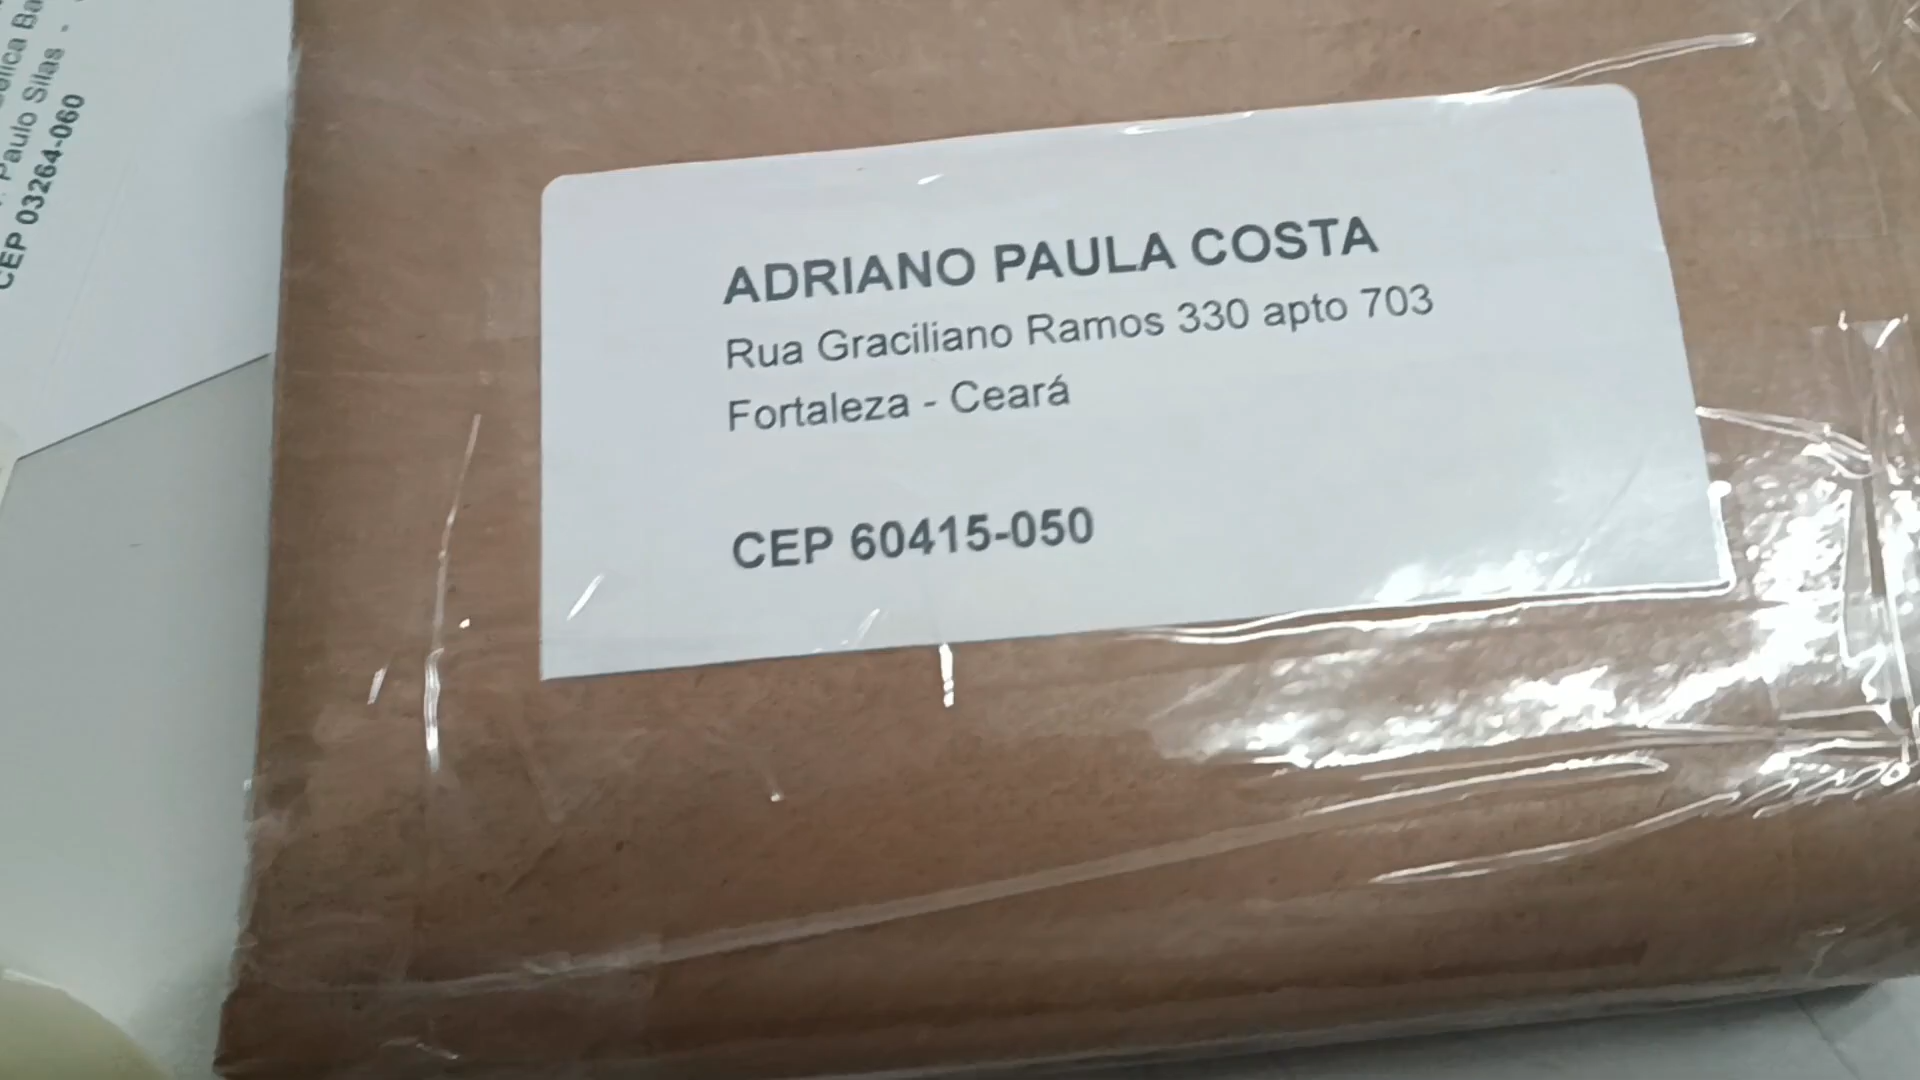 Paulo Silas -
CEP 03264-060
ADRIANO PAULA COSTA
Rua Graciliano Ramos 330 apto 703
Fortaleza - Ceará
CEP 60415-050